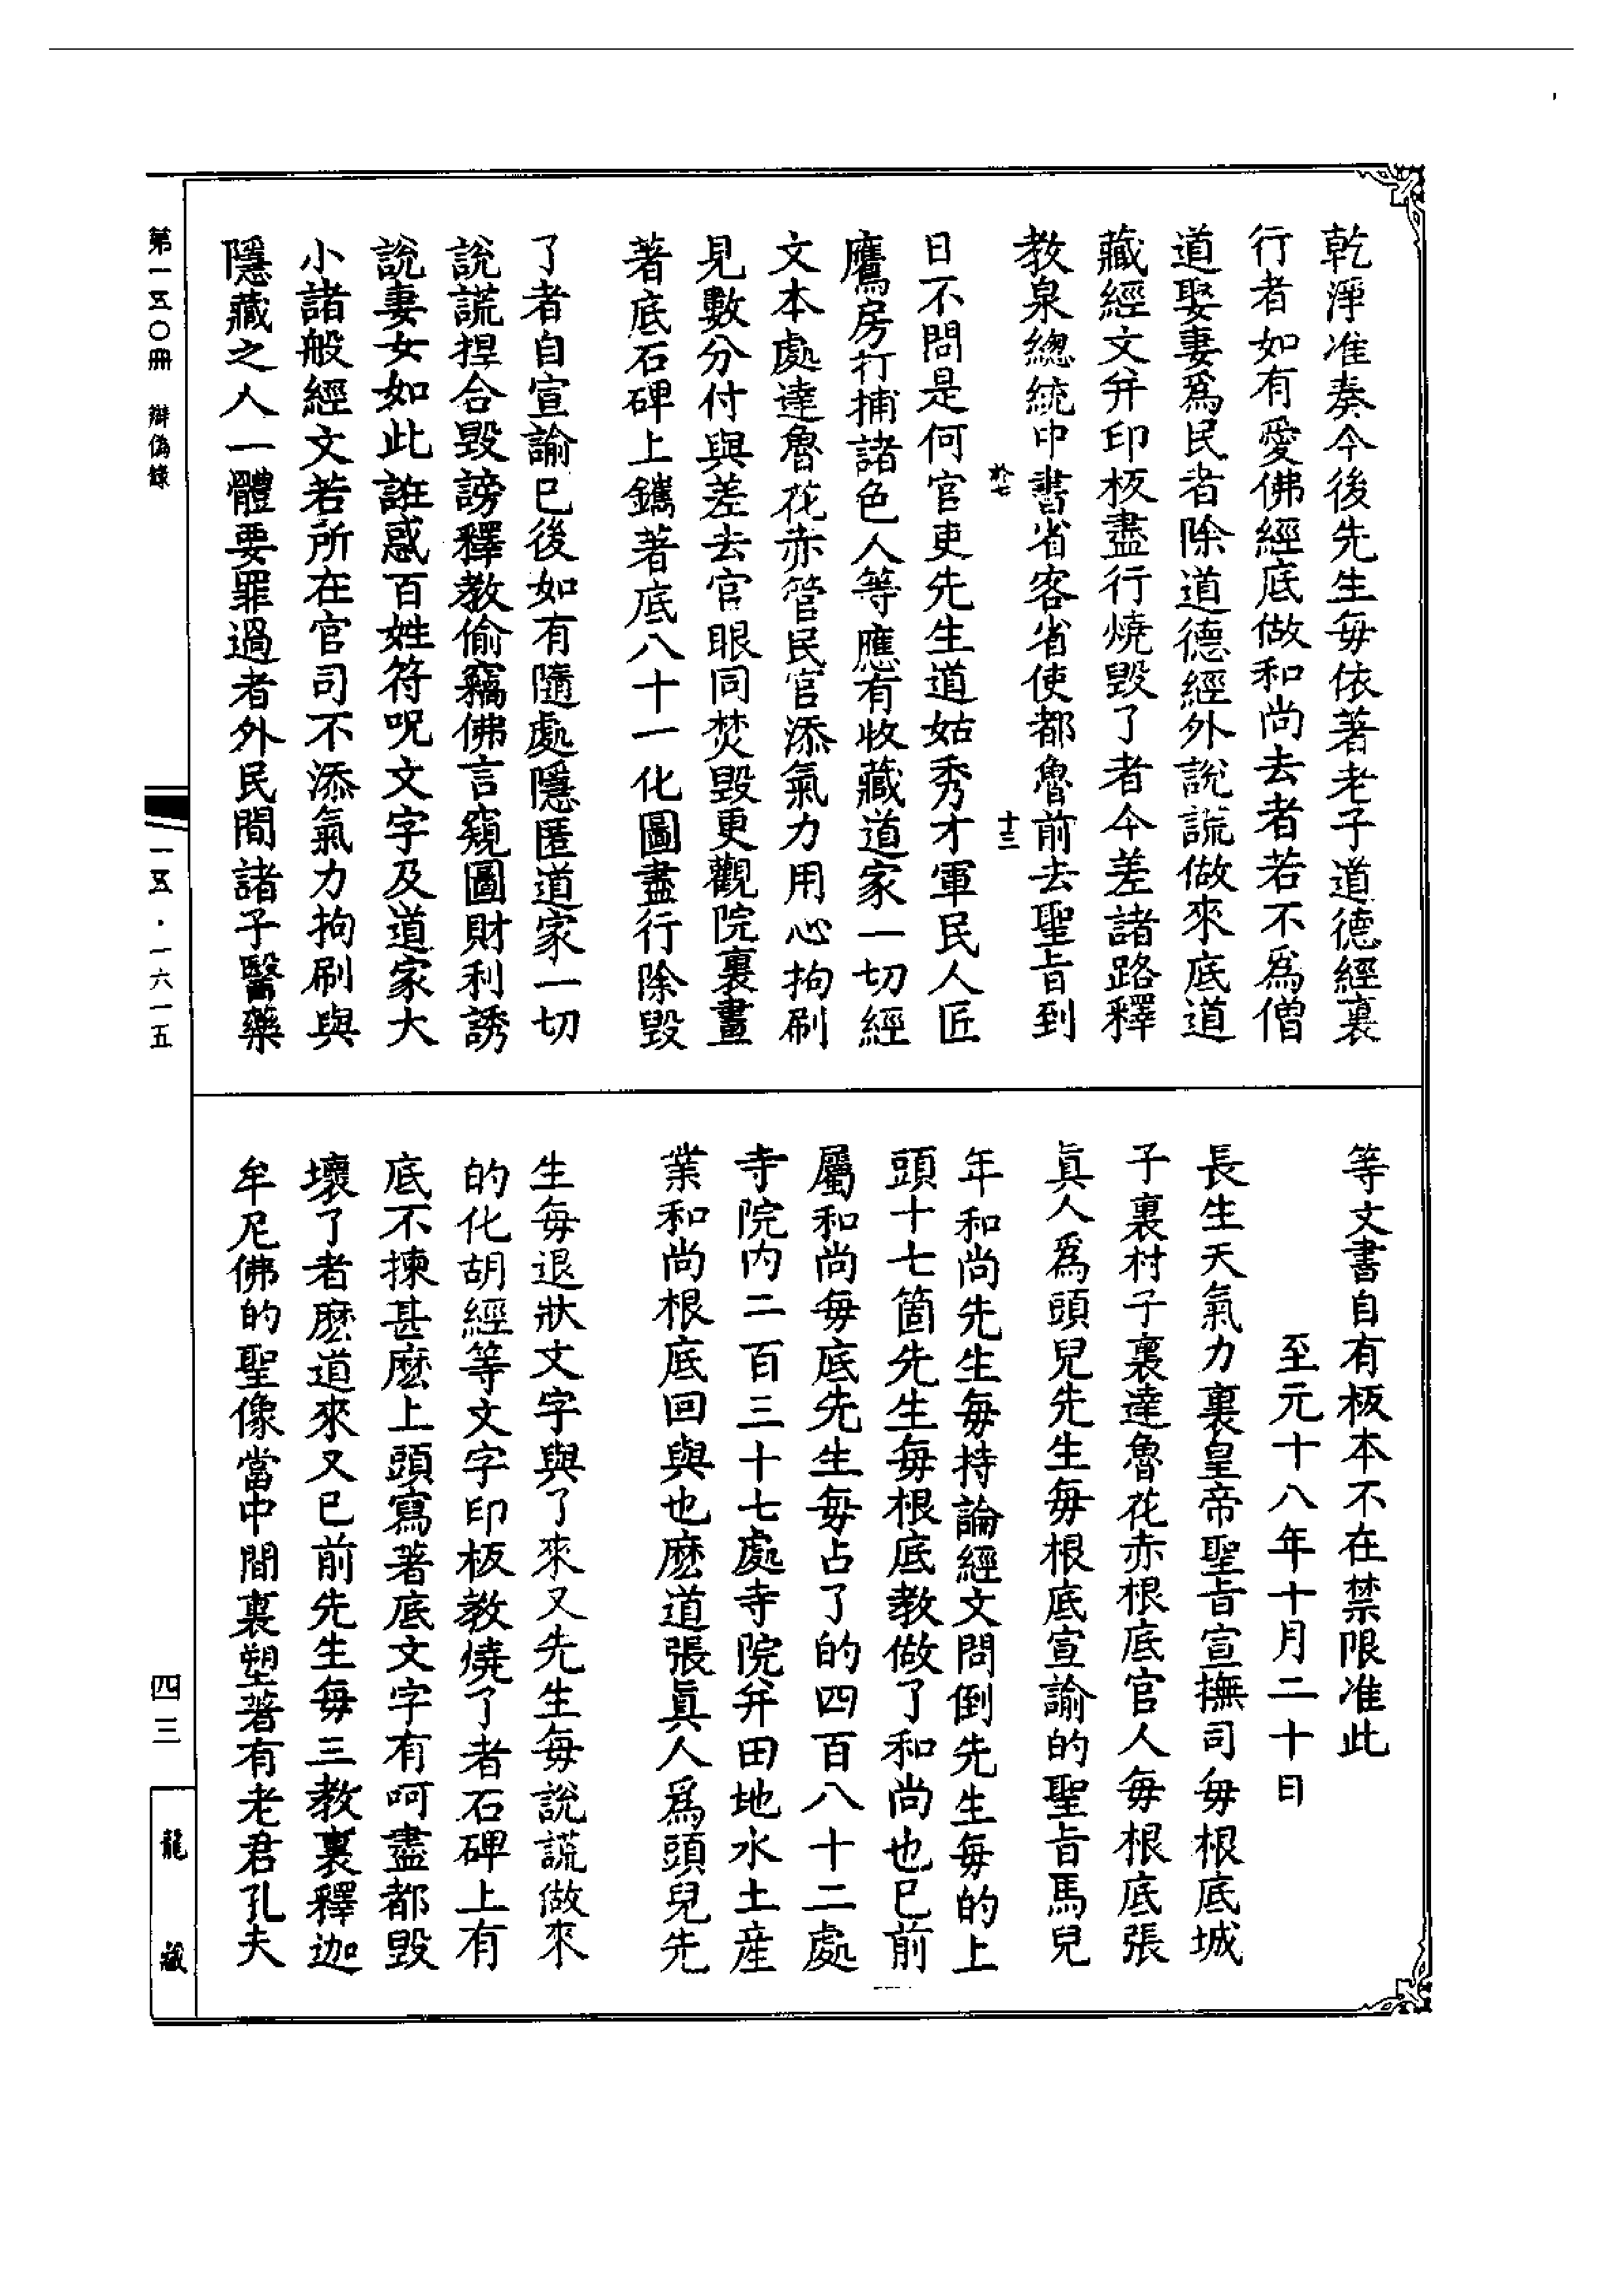 乾淨准奏今後先生每依著老子道德經裏
行者如有愛佛經底做和尚去者若不爲僧
道娶妻爲民者除道德經外說謊做來底道
藏經文幷印板盡行燒毀了者今差諸路釋
教泉總統中書省客省使都魯前去聖旨到
十三
日不問是何官吏先生道姑秀才軍民人匠
鷹房打捕諸色人等應有收藏道家一切經
文本處達魯花赤管民官添氣力用心拘刷
見數分付與差去官眼同焚毀更觀院裏畫
著底石碑上鐫著底八十一化圖盡行除毀
了者自宣諭已後如有隨處隱匿道家一切
說謊捏合毀謗釋教偷竊佛言窺圖財利誘
說妻女如此誑惑百姓符呪文字及道家大
小諸般經文若所在官司不添氣力拘刷與
隱藏之人一體要罪過者外民間諸子醫藥
等文書自有板本不在禁限准此
至元十八年十月二十日
長生天氣力裏皇帝聖旨宣撫司每根底城
子裏村子裏達魯花赤根底官人每根底張
眞人爲頭兒先生每根底宣諭的聖旨馬兒
年和尚先生每持論經文問倒先生每的上
頭十七箇先生每根底教做了和尚也已前
屬和尚每底先生每占了的四百八十二處
寺院內二百三十七處寺院幷田地水土産
業和尚根底回與也麽道張眞人爲頭兒先
生每退狀文字與了來又先生每說謊做來
的化胡經等文字印板教燒了者石碑上有
底不揀甚麽上頭寫著底文字有呵盡都毀
壞了者麽道來又已前先生每三教裏釋迦
牟尼佛的聖像當中間裏塑著有老君孔夫
第一五〇冊 辯偽錄
一五·一六一五
四三
龍藏